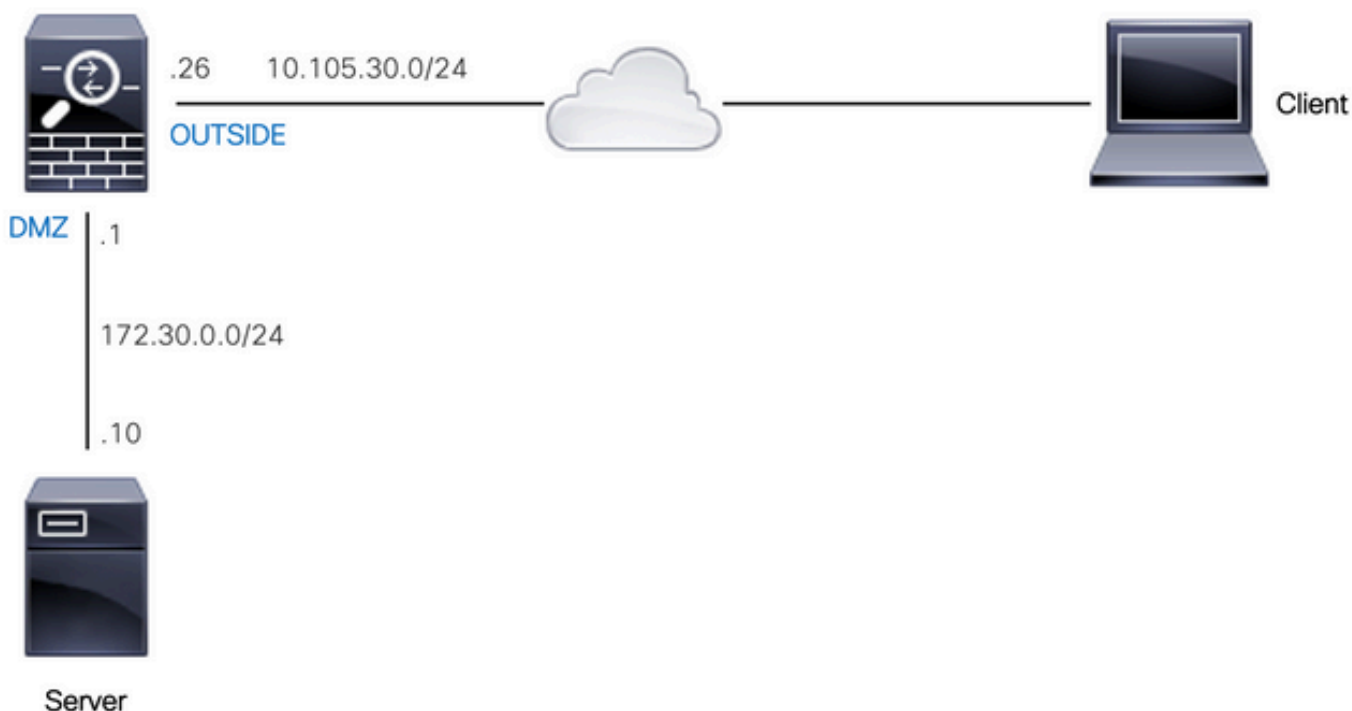 .26 10.105.30.0/24
Client
OUTSIDE
DMZ
.1
172.30.0.0/24
.10
Server